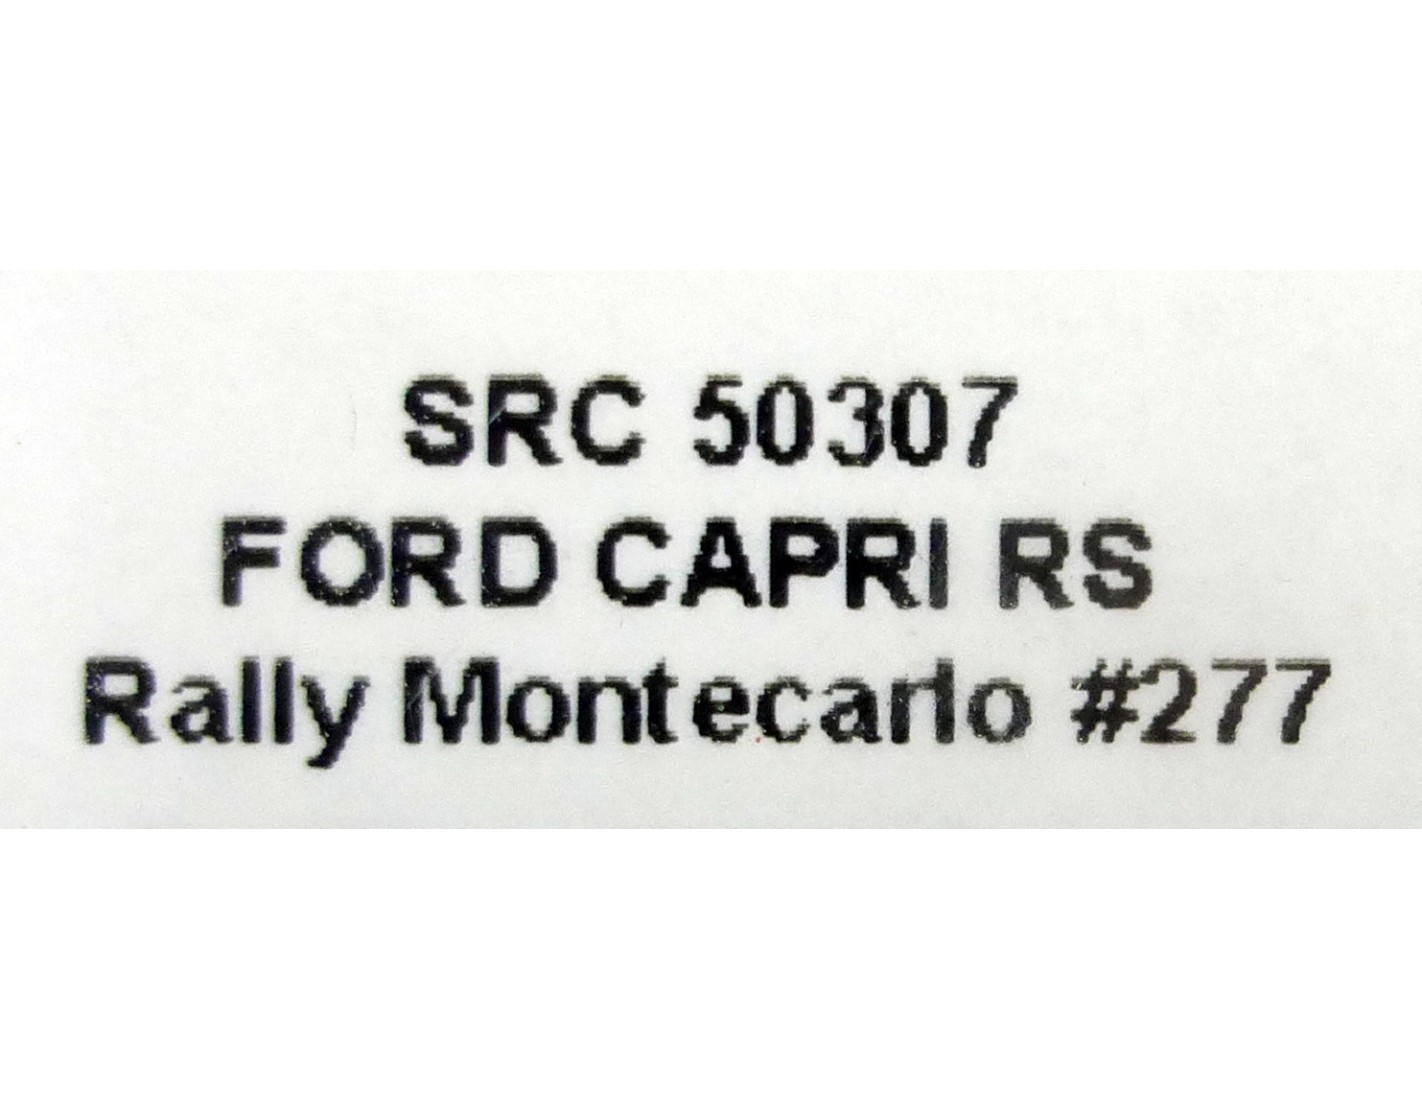 SRC 50307
FORD CAPRI RS
Rally Montecarlo #277